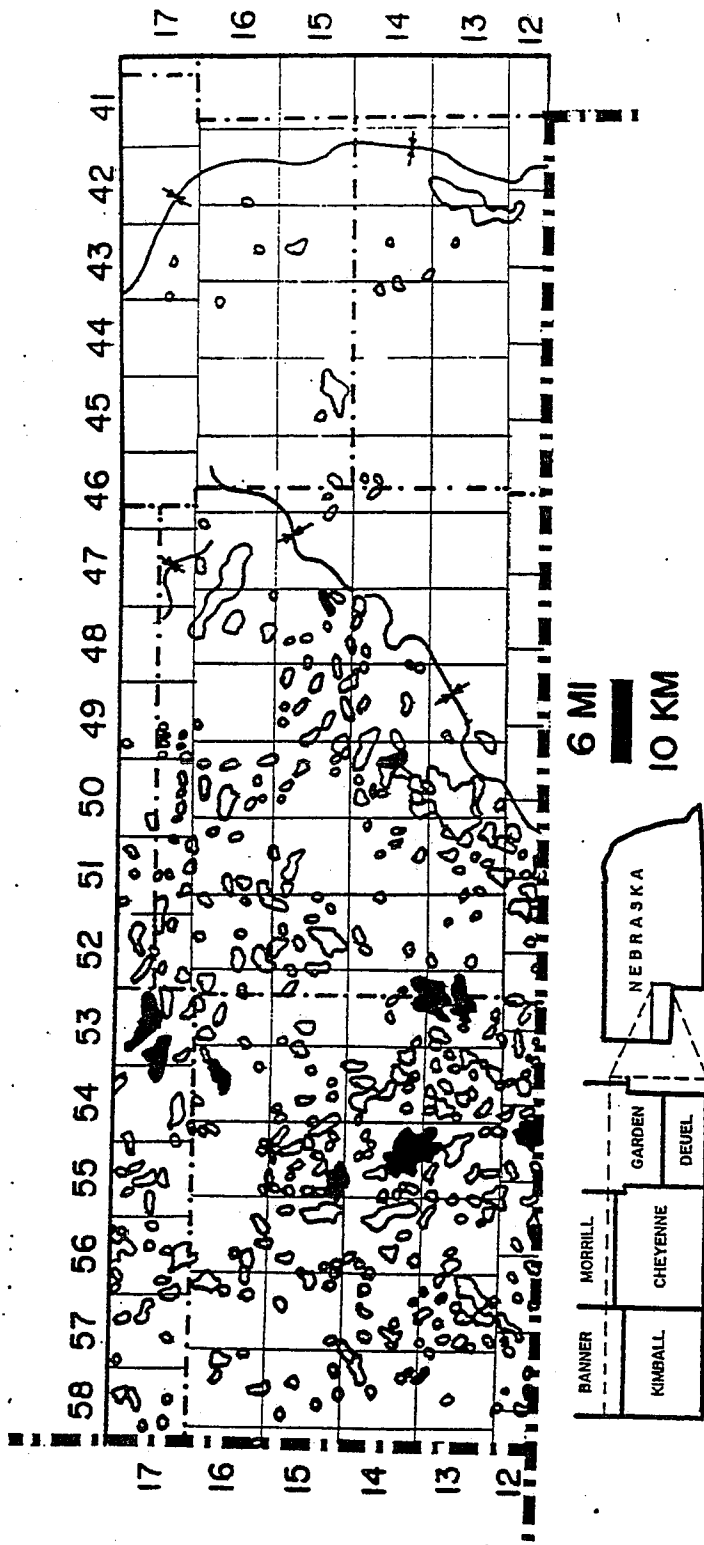 58 57 56 55 54 53 52 51 50 49 48 47 46 45 44 43 42 41
17 17
16 16
15 15
14 14
13 13
12 12
6 MI
10 KM
BANNER MORRILL GARDEN
KIMBALL CHEYENNE DEUEL
NEBRASKA